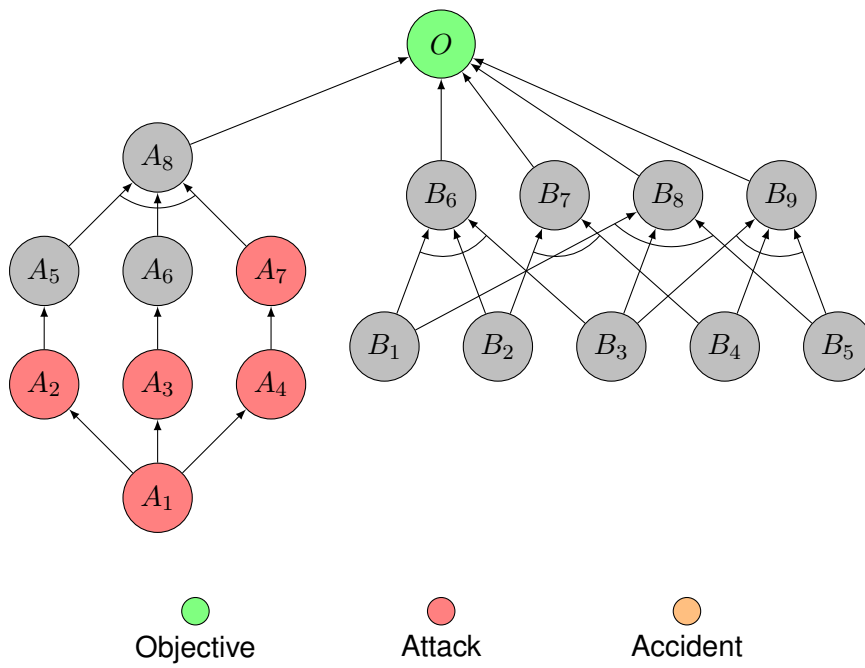 O
A8
B6 B7 B8 B9
A5 A6 A7
B1 B2 B3 B4 B5
A2 A3 A4
A1
Objective Attack Accident